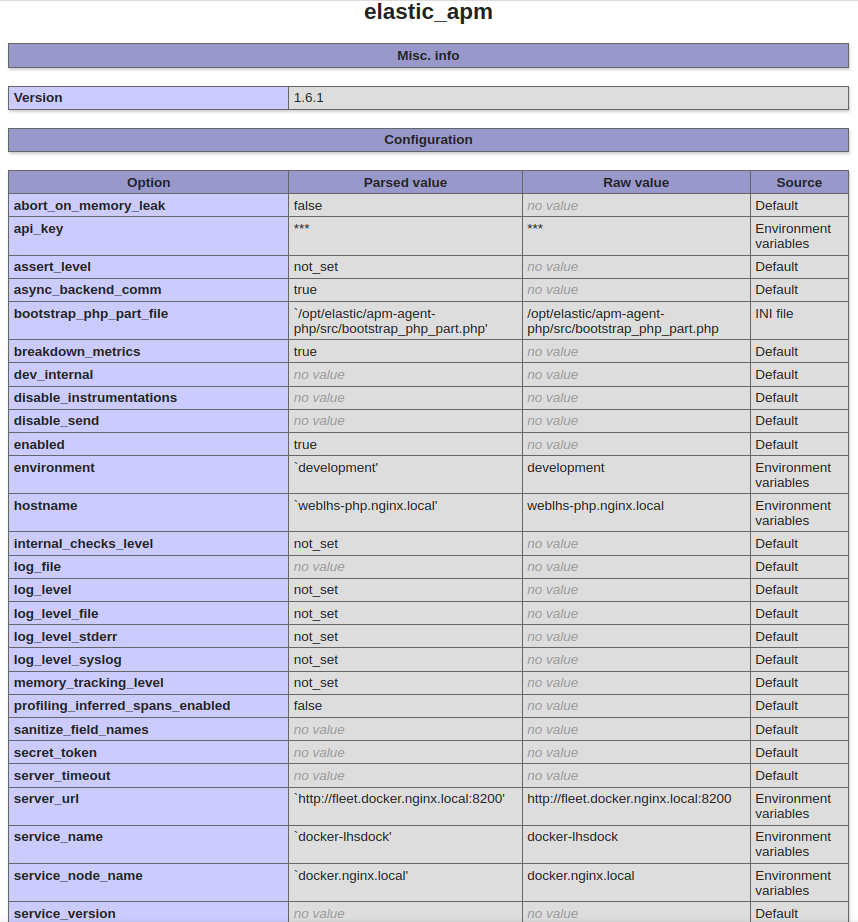 elastic_apm
Misc. info
Version 1.6.1
Configuration
Option Parsed value Raw value Source
abort_on_memory_leak false no value Default
api_key *** *** Environment
variables
assert_level not_set no value Default
async_backend_comm true no value Default
bootstrap_php_part_file `/opt/elastic/apm-agent- /opt/elastic/apm-agent- INI file
php/src/bootstrap_php_part.php' php/src/bootstrap_php_part.php
breakdown_metrics true no value Default
dev_internal no value no value Default
disable_instrumentations no value no value Default
disable_send no value no value Default
enabled true no value Default
environment `development' development Environment
variables
hostname `weblhs-php.nginx.local' weblhs-php.nginx.local Environment
variables
internal_checks_level not_set no value Default
log_file no value no value Default
log_level not_set no value Default
log_level_file not_set no value Default
log_level_stderr not_set no value Default
log_level_syslog not_set no value Default
memory_tracking_level not_set no value Default
profiling_inferred_spans_enabled false no value Default
sanitize_field_names no value no value Default
secret_token no value no value Default
server_timeout no value no value Default
server_url `http://fleet.docker.nginx.local:8200' http://fleet.docker.nginx.local:8200 Environment
variables
service_name `docker-lhsdock' docker-lhsdock Environment
variables
service_node_name `docker.nginx.local' docker.nginx.local Environment
variables
service_version no value no value Default